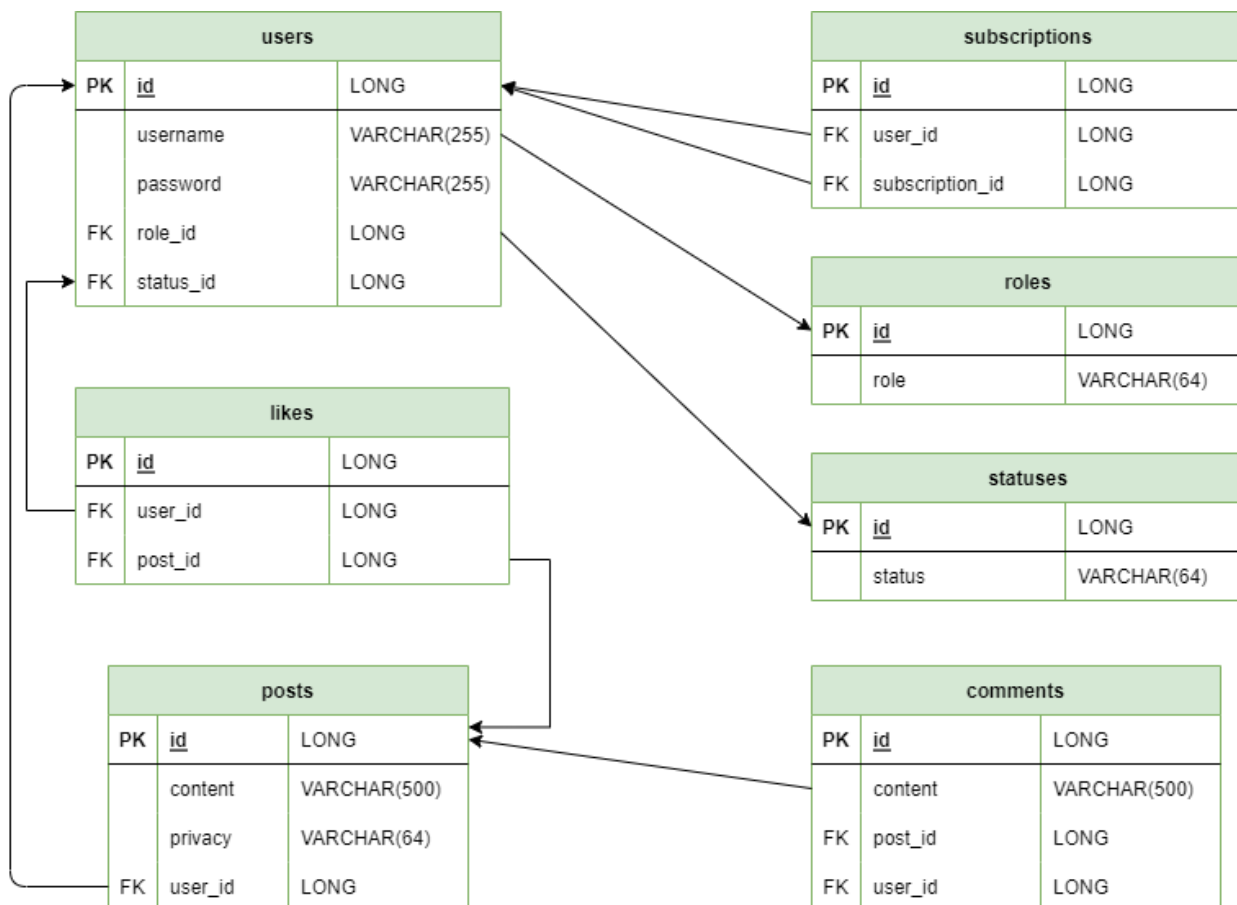 users
PK id LONG
username VARCHAR(255)
password VARCHAR(255)
FK role_id LONG
FK status_id LONG
subscriptions
PK id LONG
FK user_id LONG
FK subscription_id LONG
roles
PK id LONG
role VARCHAR(64)
likes
PK id LONG
FK user_id LONG
FK post_id LONG
statuses
PK id LONG
status VARCHAR(64)
posts
PK id LONG
content VARCHAR(500)
privacy VARCHAR(64)
FK user_id LONG
comments
PK id LONG
content VARCHAR(500)
FK post_id LONG
FK user_id LONG